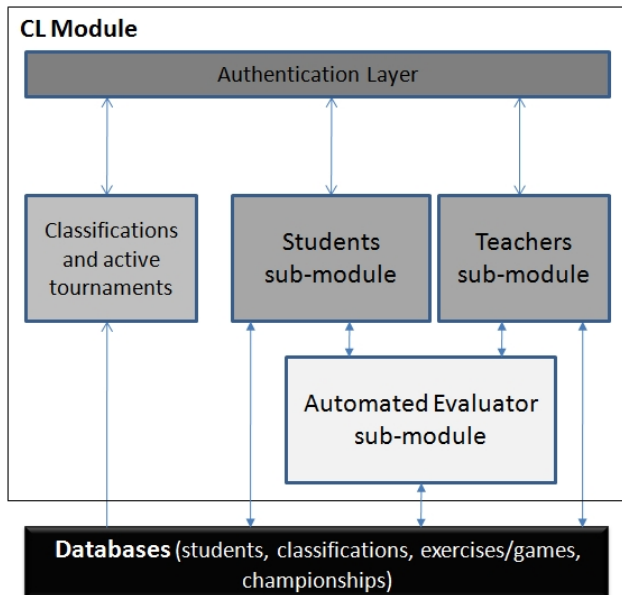 CL Module
Authentication Layer
Classifications
and active
tournaments
Students
sub-module
Teachers
sub-module
Automated Evaluator
sub-module
Databases (students, classifications, exercises/games,
championships)